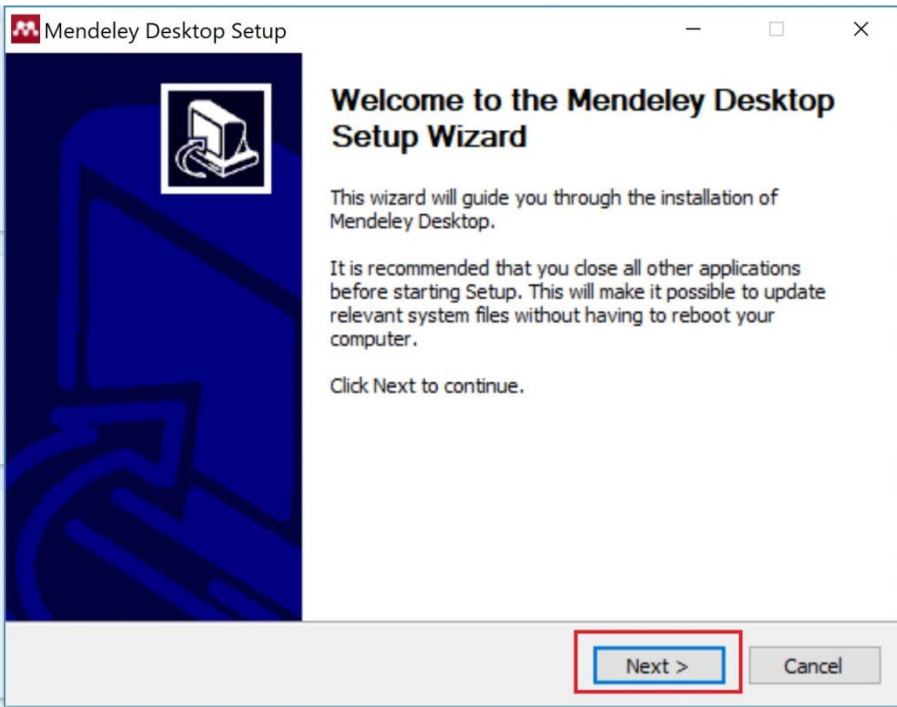 Mendeley Desktop Setup
Welcome to the Mendeley Desktop
Setup Wizard
This wizard will guide you through the installation of
Mendeley Desktop.
It is recommended that you close all other applications
before starting Setup. This will make it possible to update
relevant system files without having to reboot your
computer.
Click Next to continue.
Next >
Cancel